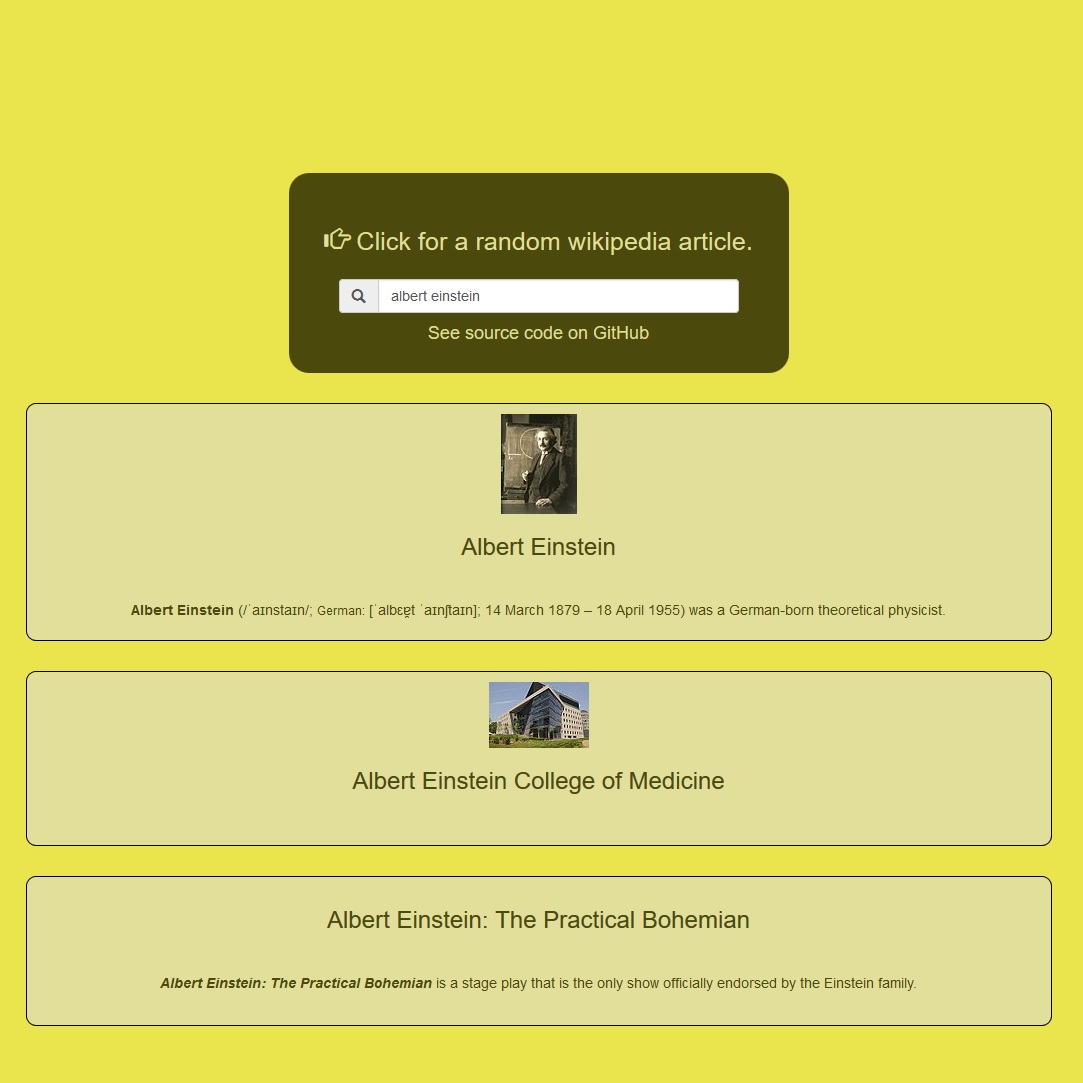 Click for a random wikipedia article.
albert einstein
See source code on GitHub
Albert Einstein
Albert Einstein (/ˈaɪnstaɪn/; German: [ˈalbɛɐ̯t ˈaɪnʃtaɪn]; 14 March 1879 – 18 April 1955) was a German-born theoretical physicist.
Albert Einstein College of Medicine
Albert Einstein: The Practical Bohemian
Albert Einstein: The Practical Bohemian is a stage play that is the only show officially endorsed by the Einstein family.